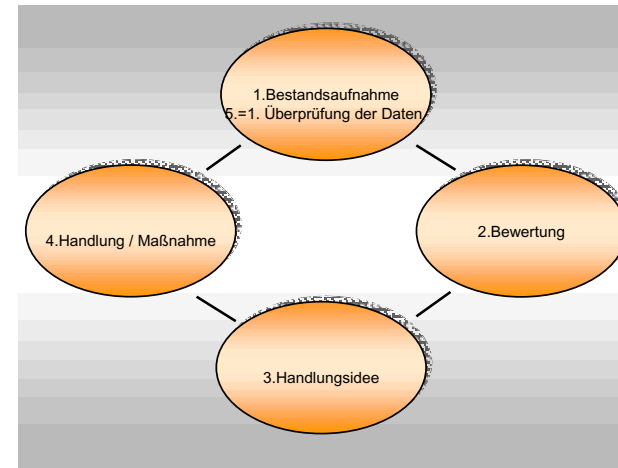 1.Bestandsaufnahme
5.=1. Überprüfung der Daten
2.Bewertung
3.Handlungsidee
4.Handlung / Maßnahme